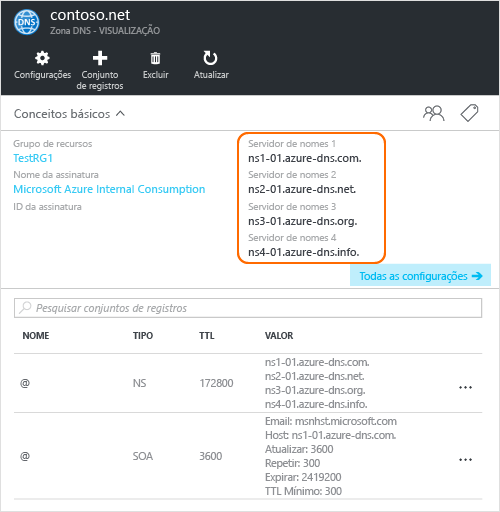 DNS
contoso.net
Zona DNS - VISUALIZAÇÃO
Configurações
Conjunto de registros
Excluir
Atualizar
Conceitos básicos
Grupo de recursos
TestRG1
Nome da assinatura
Microsoft Azure Internal Consumption
ID da assinatura
Servidor de nomes 1
ns1-01.azure-dns.com.
Servidor de nomes 2
ns2-01.azure-dns.net.
Servidor de nomes 3
ns3-01.azure-dns.org.
Servidor de nomes 4
ns4-01.azure-dns.info.
Todas as configurações
Pesquisar conjuntos de registros
NOME TIPO TTL VALOR
@ NS 172800
ns1-01.azure-dns.com.
ns2-01.azure-dns.net.
ns3-01.azure-dns.org.
ns4-01.azure-dns.info.
@ SOA 3600
Email: msnhst.microsoft.com
Host: ns1-01.azure-dns.com.
Atualizar: 3600
Repetir: 300
Expirar: 2419200
TTL Mínimo: 300